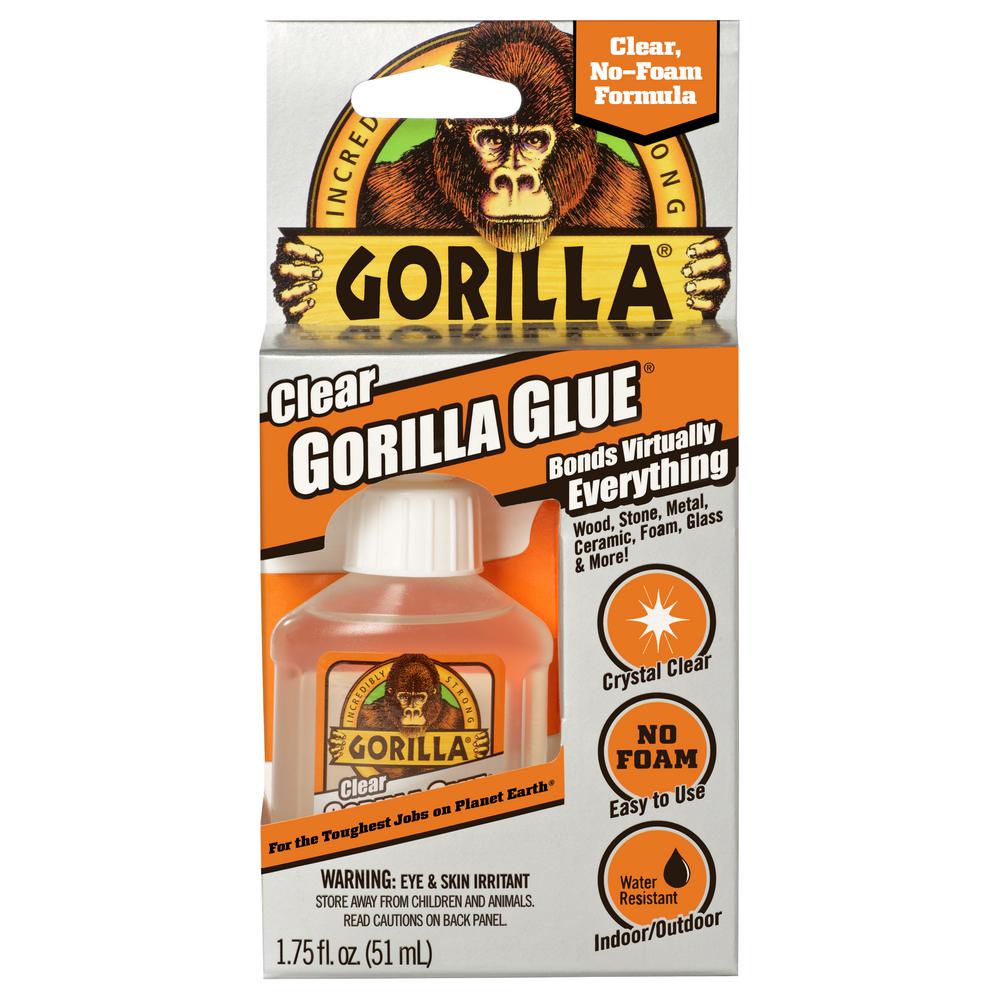 Clear,
No-Foam
Formula
INCRED
ONG
GORILLA®
Clear
GORILLA GLUE®
Bonds Virtually
Everything
Wood, Stone, Metal,
Ceramic, Foam, Glass
& More!
Crystal Clear
NO
FOAM
Easy to Use
Water
Resistant
Indoor/Outdoor
INCREDIBLY STRONG
GORILLA®
Clear
For the Toughest Jobs on Planet Earth®
WARNING: EYE & SKIN IRRITANT
STORE AWAY FROM CHILDREN AND ANIMALS.
READ CAUTIONS ON BACK PANEL.
1.75 fl. oz. (51 mL)